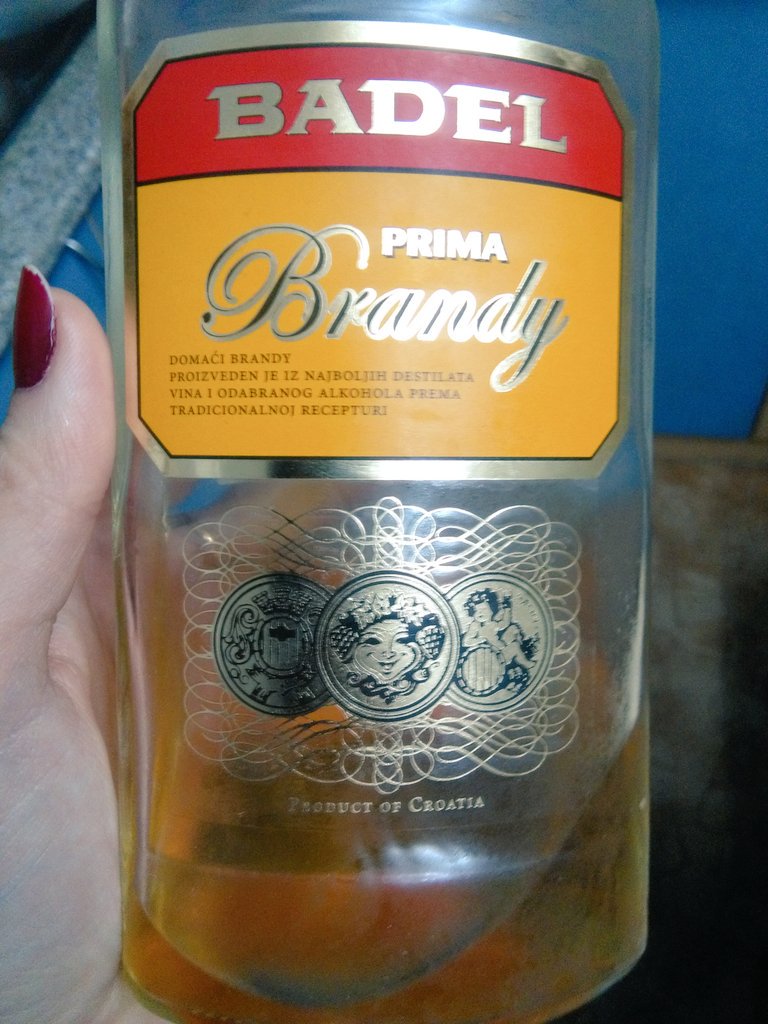 BADEL
PRIMA
Brandy
DOMAĆI BRANDY
PROIZVEDEN JE IZ NAJBOLJIH DESTILATA
VINA I ODABRANOG ALKOHOLA PREMA
TRADICIONALNOJ RECEPTURI
PRODUCT OF CROATIA